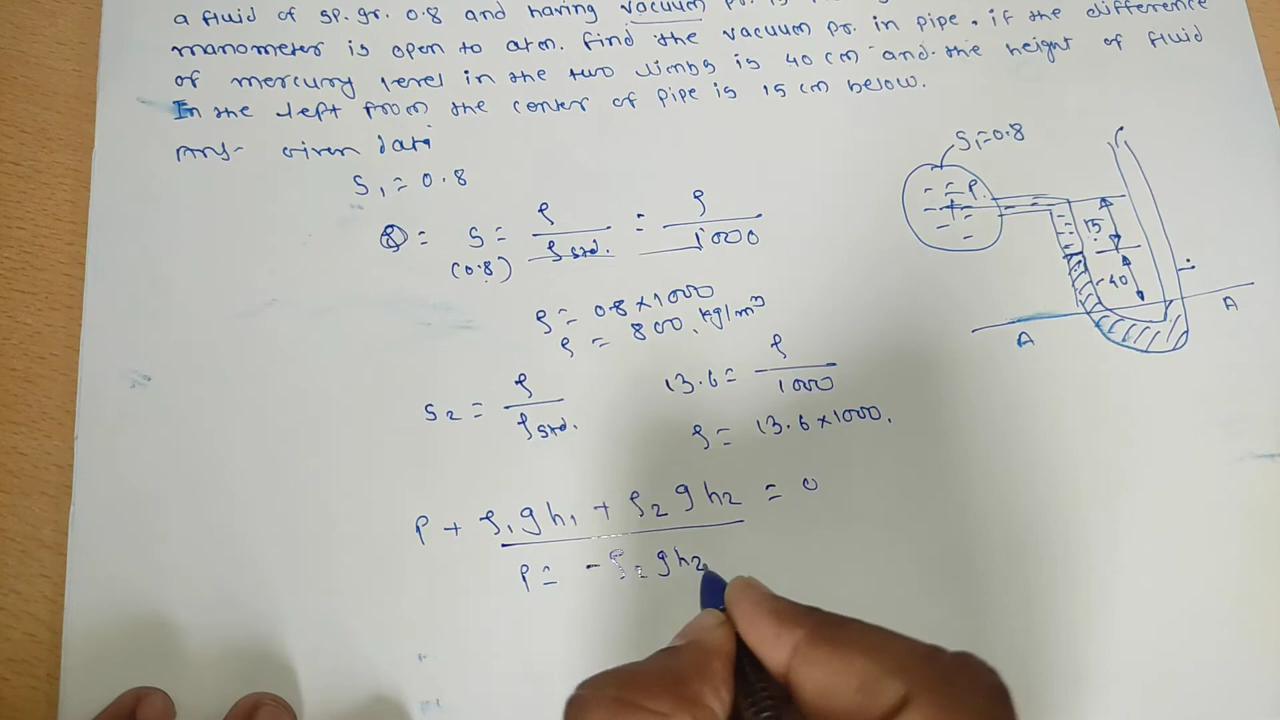 a fluid of sp.gr. 0.8 and having vacuum pr. is
manometer is open to atm. find the vacuum pr. in pipe. if the difference
of mercury level in the two limbs is 40 cm and the height of fluid
In the left from the center of pipe is 15 cm below.
Ans- Given data
S₁ = 0.8
S = ρ/ρstd. = ρ/1000
(0.8)
ρ = 0.8 × 1000
ρ = 800. kg/m³
S₂ = ρ/ρstd. 13.6 = ρ/1000
ρ = 13.6 × 1000.
P + ρ₁gh₁ + ρ₂gh₂ = 0
P = -ρ₂gh₂
S₁=0.8
P.
15
40
A
A